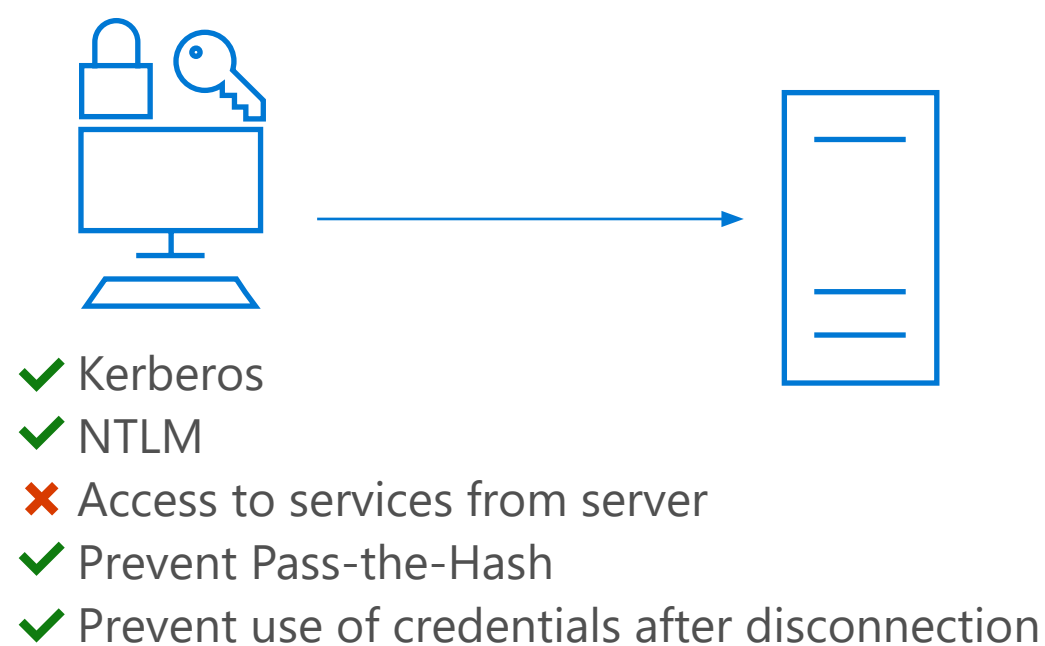 Kerberos
NTLM
Access to services from server
Prevent Pass-the-Hash
Prevent use of credentials after disconnection